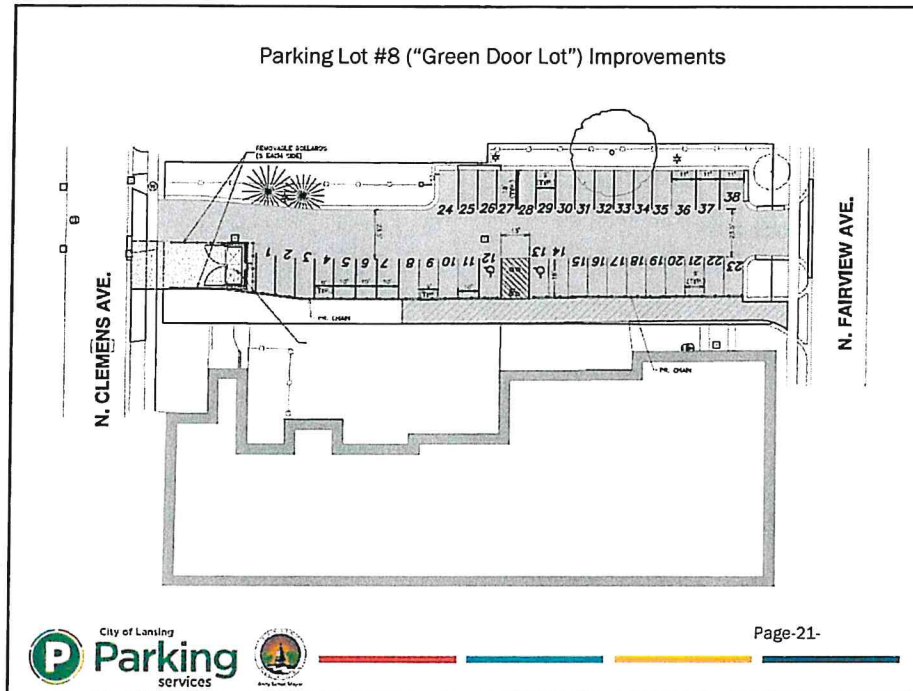 Parking Lot #8 ("Green Door Lot") Improvements
REMOVABLE BOLLARDS
(5 EACH SIDE)
24 25 26 27 28 29 30 31 32 33 34 35 36 37 38
1 2 3 4 5 6 7 8 9 10 11 12 13 14 15 16 17 18 19 20 21 22 23
PR. CHAIN
PR. CHAIN
N. CLEMENS AVE.
N. FAIRVIEW AVE.
Page-21-
City of Lansing
P Parking
services